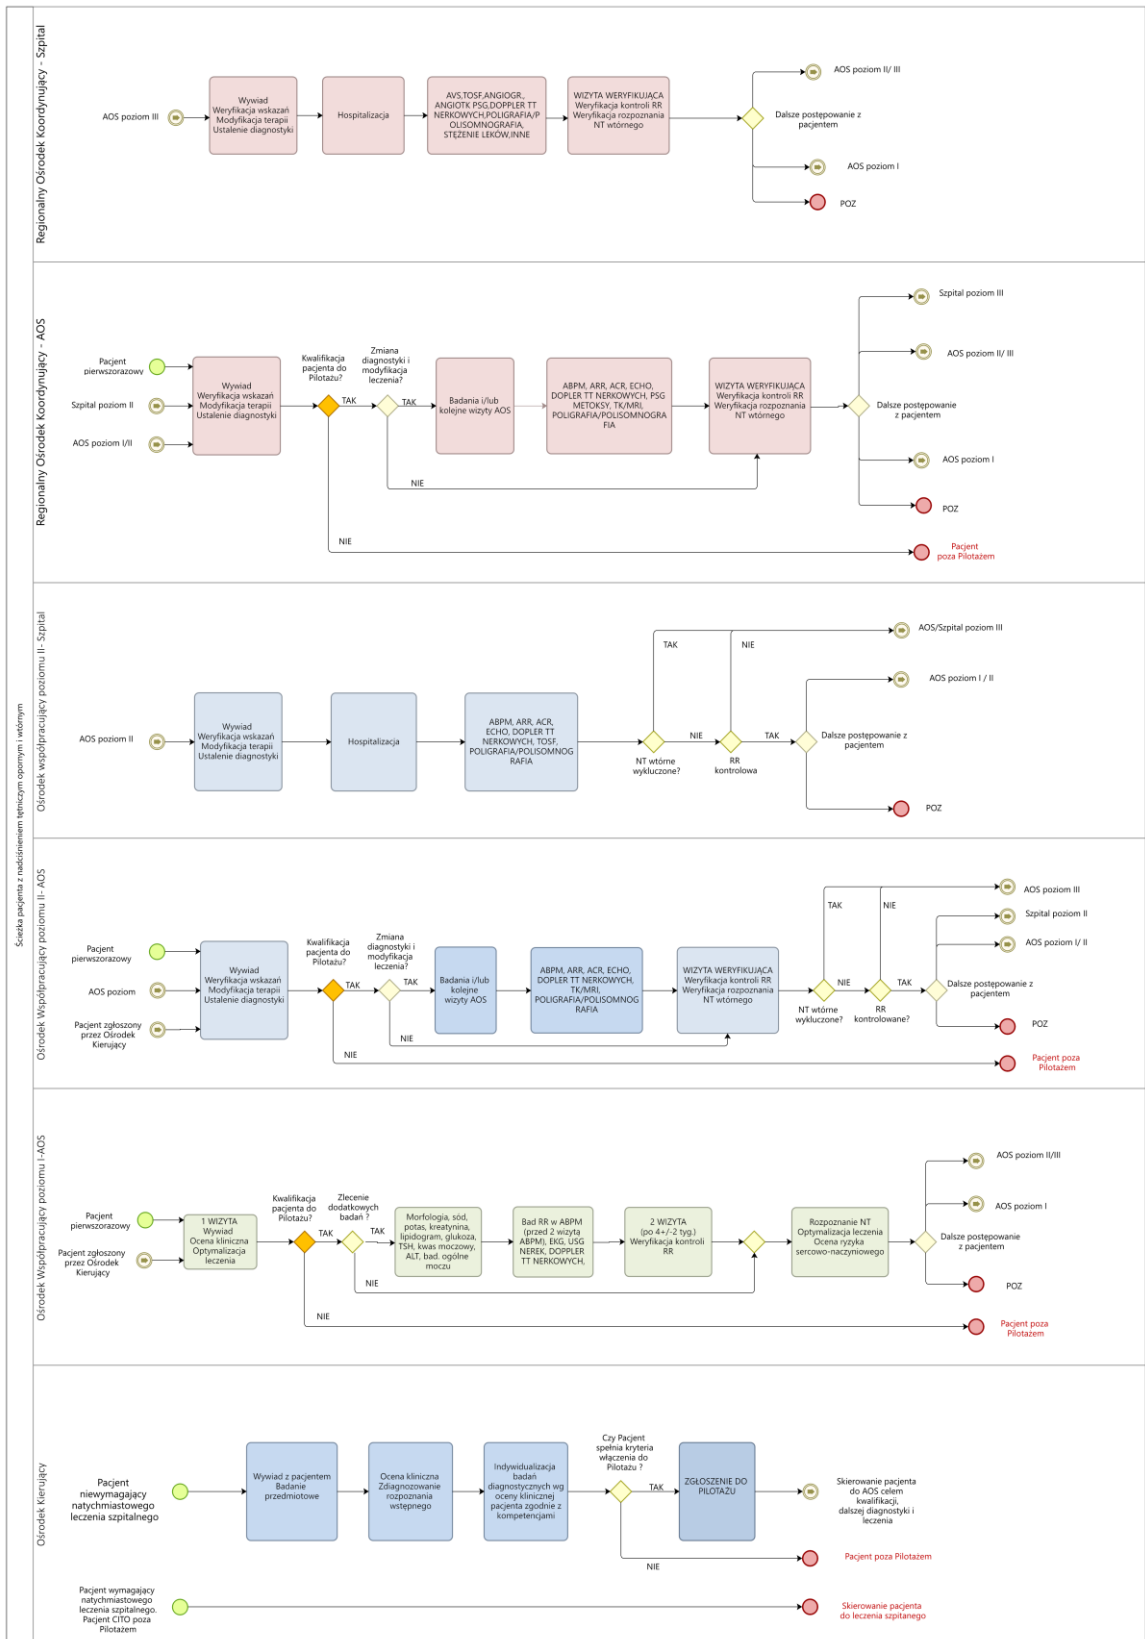 Ścieżka pacjenta z nadciśnieniem tętniczym opornym i wtórnym
Regionalny Ośrodek Koordynujący - Szpital
AOS poziom III
Wywiad
Weryfikacja wskazań
Modyfikacja terapii
Ustalenie diagnostyki
Hospitalizacja
AVS,TOSF,ANGIOGR.,
ANGIOTK PSG,DOPPLER TT
NERKOWYCH,POLIGRAFIA/P
OLISOMNOGRAFIA,
STĘŻENIE LEKÓW,INNE
WIZYTA WERYFIKUJĄCA
Weryfikacja kontroli RR
Weryfikacja rozpoznania
NT wtórnego
Dalsze postępowanie z
pacjentem
AOS poziom II/ III
AOS poziom I
POZ
Regionalny Ośrodek Koordynujący - AOS
Pacjent
pierwszorazowy
Szpital poziom II
AOS poziom I/II
Wywiad
Weryfikacja wskazań
Modyfikacja terapii
Ustalenie diagnostyki
Kwalifikacja
pacjenta do
Pilotażu?
TAK
NIE
Zmiana
diagnostyki i
modyfikacja
leczenia?
TAK
NIE
Badania i/lub
kolejne wizyty AOS
ABPM, ARR, ACR, ECHO,
DOPLER TT NERKOWYCH, PSG
METOKSY, TK/MRI,
POLIGRAFIA/POLISOMNOGRA
FIA
WIZYTA WERYFIKUJĄCA
Weryfikacja kontroli RR
Weryfikacja rozpoznania
NT wtórnego
Dalsze postępowanie
z pacjentem
Szpital poziom III
AOS poziom II/ III
AOS poziom I
POZ
Pacjent
poza Pilotażem
Ośrodek współpracujący poziomu II- Szpital
AOS poziom II
Wywiad
Weryfikacja wskazań
Modyfikacja terapii
Ustalenie diagnostyki
Hospitalizacja
ABPM, ARR, ACR,
ECHO, DOPLER TT
NERKOWYCH, TOSF,
POLIGRAFIA/POLISOMNOG
RAFIA
NT wtórne
wykluczone?
TAK
NIE
RR
kontrolowa
NIE
TAK
Dalsze postępowanie z
pacjentem
AOS/Szpital poziom III
AOS poziom I / II
POZ
Ośrodek Współpracujący poziomu II- AOS
Pacjent
pierwszorazowy
AOS poziom
Pacjent zgłoszony
przez Ośrodek
Kierujący
Wywiad
Weryfikacja wskazań
Modyfikacja terapii
Ustalenie diagnostyki
Kwalifikacja
pacjenta do
Pilotażu?
TAK
NIE
Zmiana
diagnostyki i
modyfikacja
leczenia?
TAK
NIE
Badania i/lub
kolejne
wizyty AOS
ABPM, ARR, ACR, ECHO,
DOPLER TT NERKOWYCH,
TK/MRI,
POLIGRAFIA/POLISOMNOG
RAFIA
WIZYTA WERYFIKUJĄCA
Weryfikacja kontroli RR
Weryfikacja rozpoznania
NT wtórnego
NT wtórne
wykluczone?
TAK
NIE
RR
kontrolowane?
NIE
TAK
Dalsze postępowanie
z pacjentem
AOS poziom III
Szpital poziom II
AOS poziom I/ II
POZ
Pacjent poza
Pilotażem
Ośrodek Współpracujący poziomu I-AOS
Pacjent
pierwszorazowy
Pacjent zgłoszony
przez Ośrodek
Kierujący
1 WIZYTA
Wywiad
Ocena kliniczna
Optymalizacja
leczenia
Kwalifikacja
pacjenta do
Pilotażu?
TAK
NIE
Zlecenie
dodatkowych
badań ?
TAK
NIE
Morfologia, sód,
potas, kreatynina,
lipidogram, glukoza,
TSH, kwas moczowy,
ALT, bad. ogólne
moczu
Bad RR w ABPM
(przed 2 wizytą
ABPM), EKG, USG
NEREK, DOPPLER
TT NERKOWYCH,
2 WIZYTA
(po 4+/-2 tyg.)
Weryfikacja kontroli
RR
Rozpoznanie NT
Optymalizacja leczenia
Ocena ryzyka
sercowo-naczyniowego
Dalsze postępowanie
z pacjentem
AOS poziom II/III
AOS poziom I
POZ
Pacjent poza
Pilotażem
Ośrodek Kierujący
Pacjent
niewymagający
natychmiastowego
leczenia szpitalnego
Wywiad z pacjentem
Badanie
przedmiotowe
Ocena kliniczna
Zdiagnozowanie
rozpoznania
wstępnego
Indywidualizacja
badań
diagnostycznych wg
oceny klinicznej
pacjenta zgodnie z
kompetencjami
Czy Pacjent
spełnia kryteria
włączenia do
Pilotażu ?
TAK
NIE
ZGŁOSZENIE DO
PILOTAŻU
Skierowanie pacjenta
do AOS celem
kwalifikacji,
dalszej diagnostyki i
leczenia
Pacjent poza Pilotażem
Pacjent wymagający
natychmiastowego
leczenia szpitalnego.
Pacjent CITO poza
Pilotażem
Skierowanie pacjenta
do leczenia szpitanego